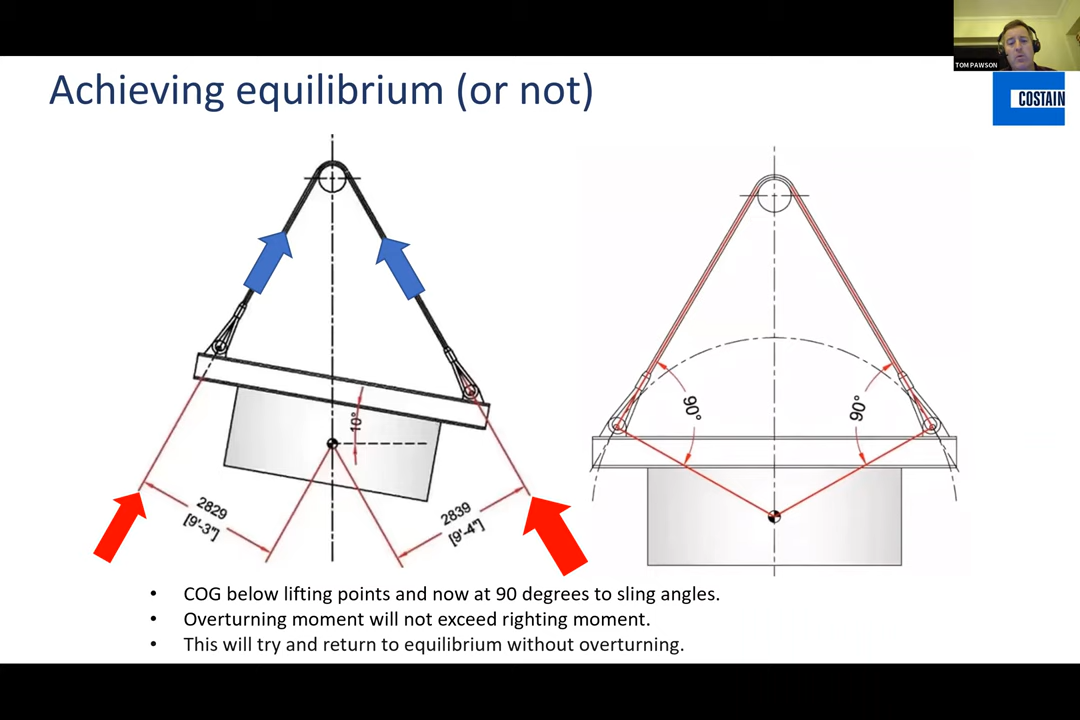 TOM PAWSON
COSTAIN
Achieving equilibrium (or not)
10°
2829
[9'-3"]
2839
[9'-4"]
90°
90°
• COG below lifting points and now at 90 degrees to sling angles.
• Overturning moment will not exceed righting moment.
• This will try and return to equilibrium without overturning.